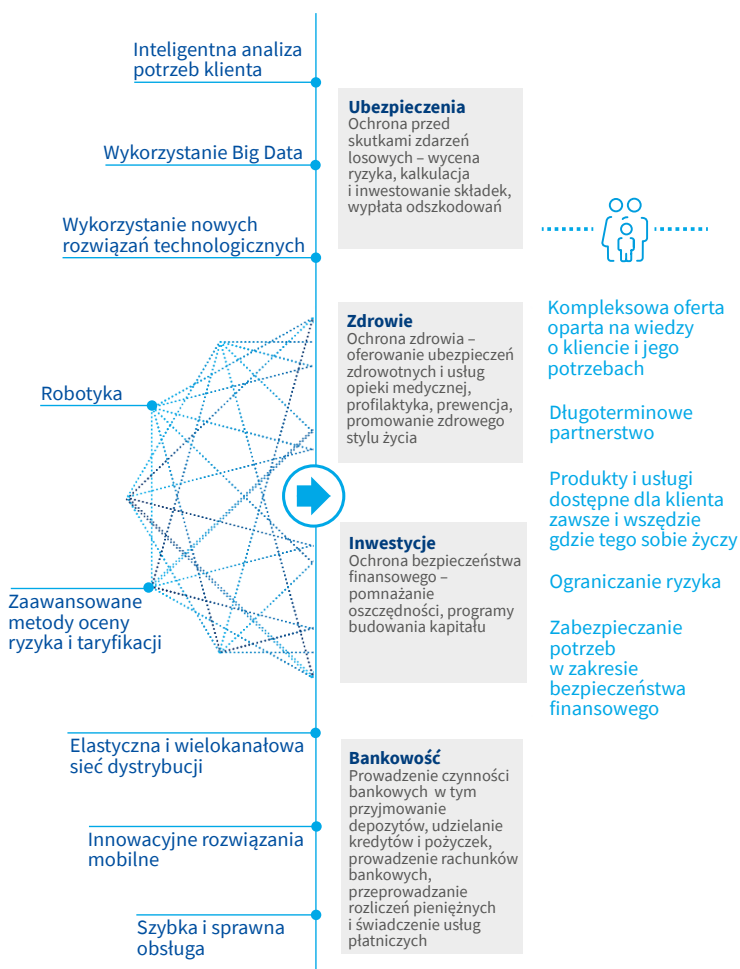 Inteligentna analiza
potrzeb klienta
Wykorzystanie Big Data
Wykorzystanie nowych
rozwiązań technologicznych
Robotyka
Zaawansowane
metody oceny
ryzyka i taryfikacji
Elastyczna i wielokanałowa
sieć dystrybucji
Innowacyjne rozwiązania
mobilne
Szybka i sprawna
obsługa
Ubezpieczenia
Ochrona przed
skutkami zdarzeń
losowych – wycena
ryzyka, kalkulacja
i inwestowanie składek,
wypłata odszkodowań
Zdrowie
Ochrona zdrowia –
oferowanie ubezpieczeń
zdrowotnych i usług
opieki medycznej,
profilaktyka, prewencja,
promowanie zdrowego
stylu życia
Inwestycje
Ochrona bezpieczeństwa
finansowego –
pomnażanie
oszczędności, programy
budowania kapitału
Bankowość
Prowadzenie czynności
bankowych w tym
przyjmowanie
depozytów, udzielanie
kredytów i pożyczek,
prowadzenie rachunków
bankowych,
przeprowadzanie
rozliczeń pieniężnych
i świadczenie usług
płatniczych
Kompleksowa oferta
oparta na wiedzy
o kliencie i jego
potrzebach
Długoterminowe
partnerstwo
Produkty i usługi
dostępne dla klienta
zawsze i wszędzie
gdzie tego sobie życzy
Ograniczanie ryzyka
Zabezpieczanie
potrzeb
w zakresie
bezpieczeństwa
finansowego